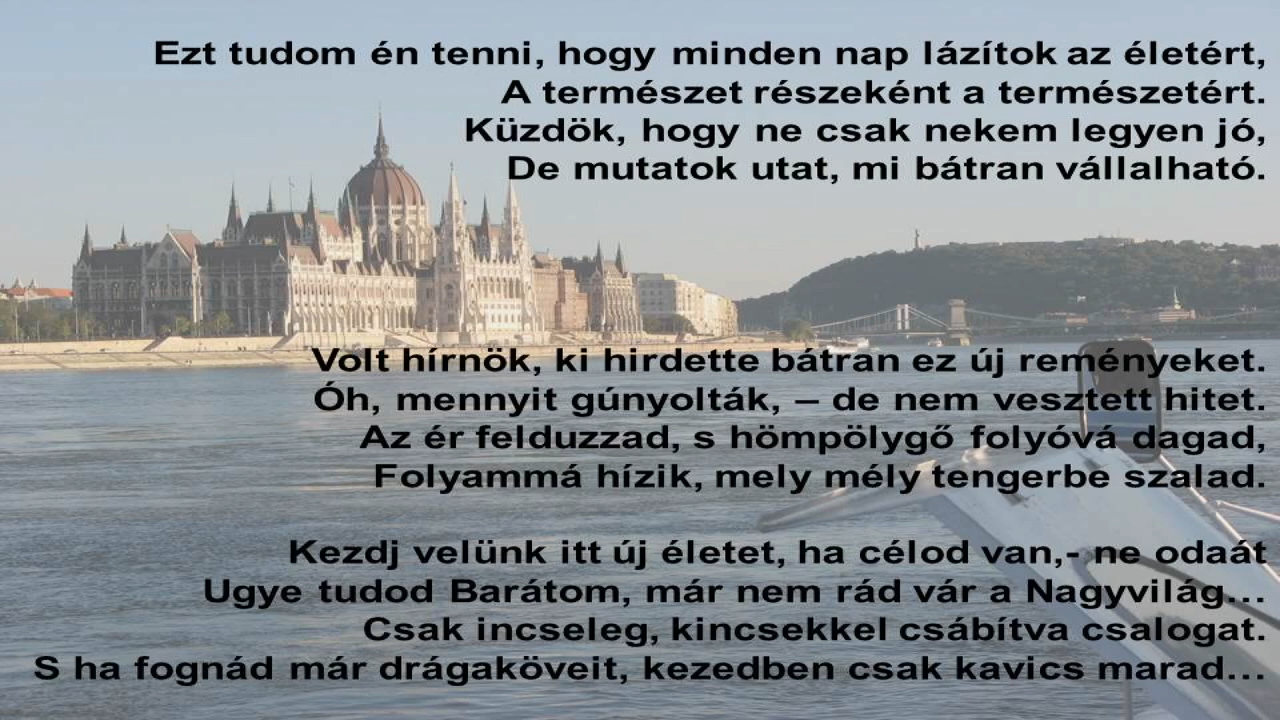 Ezt tudom én tenni, hogy minden nap lázítok az életért,
A természet részeként a természetért.
Küzdök, hogy ne csak nekem legyen jó,
De mutatok utat, mi bátran vállalható.
Volt hírnök, ki hirdette bátran ez új reményeket.
Óh, mennyit gúnyolták, – de nem vesztett hitet.
Az ér felduzzad, s hömpölygő folyóvá dagad,
Folyammá hízik, mely mély tengerbe szalad.
Kezdj velünk itt új életet, ha célod van,- ne odaát
Ugye tudod Barátom, már nem rád vár a Nagyvilág…
Csak incseleg, kincsekkel csábítva csalogat.
S ha fognád már drágaköveit, kezedben csak kavics marad…